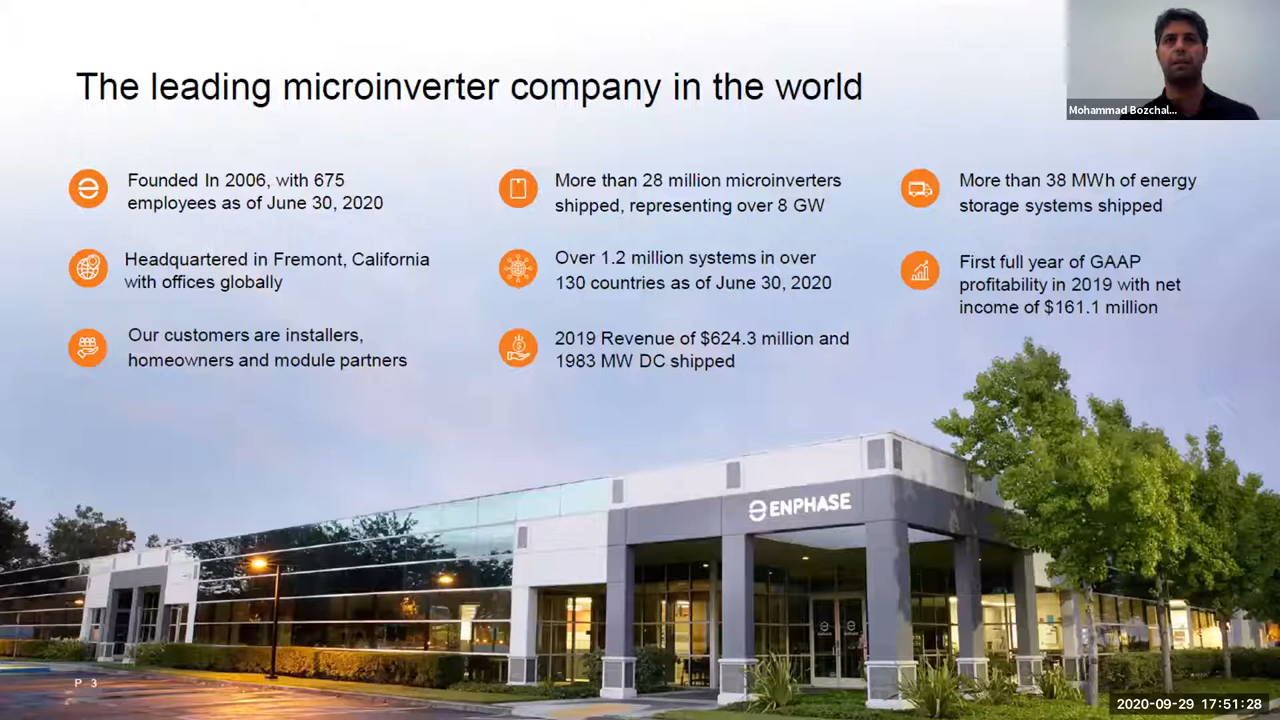 The leading microinverter company in the world
Mohammad Bozchal...
Founded In 2006, with 675
employees as of June 30, 2020
Headquartered in Fremont, California
with offices globally
Our customers are installers,
homeowners and module partners
More than 28 million microinverters
shipped, representing over 8 GW
Over 1.2 million systems in over
130 countries as of June 30, 2020
2019 Revenue of $624.3 million and
1983 MW DC shipped
More than 38 MWh of energy
storage systems shipped
First full year of GAAP
profitability in 2019 with net
income of $161.1 million
ENPHASE
ENPHASE ENPHASE
P 3
2020-09-29 17:51:28